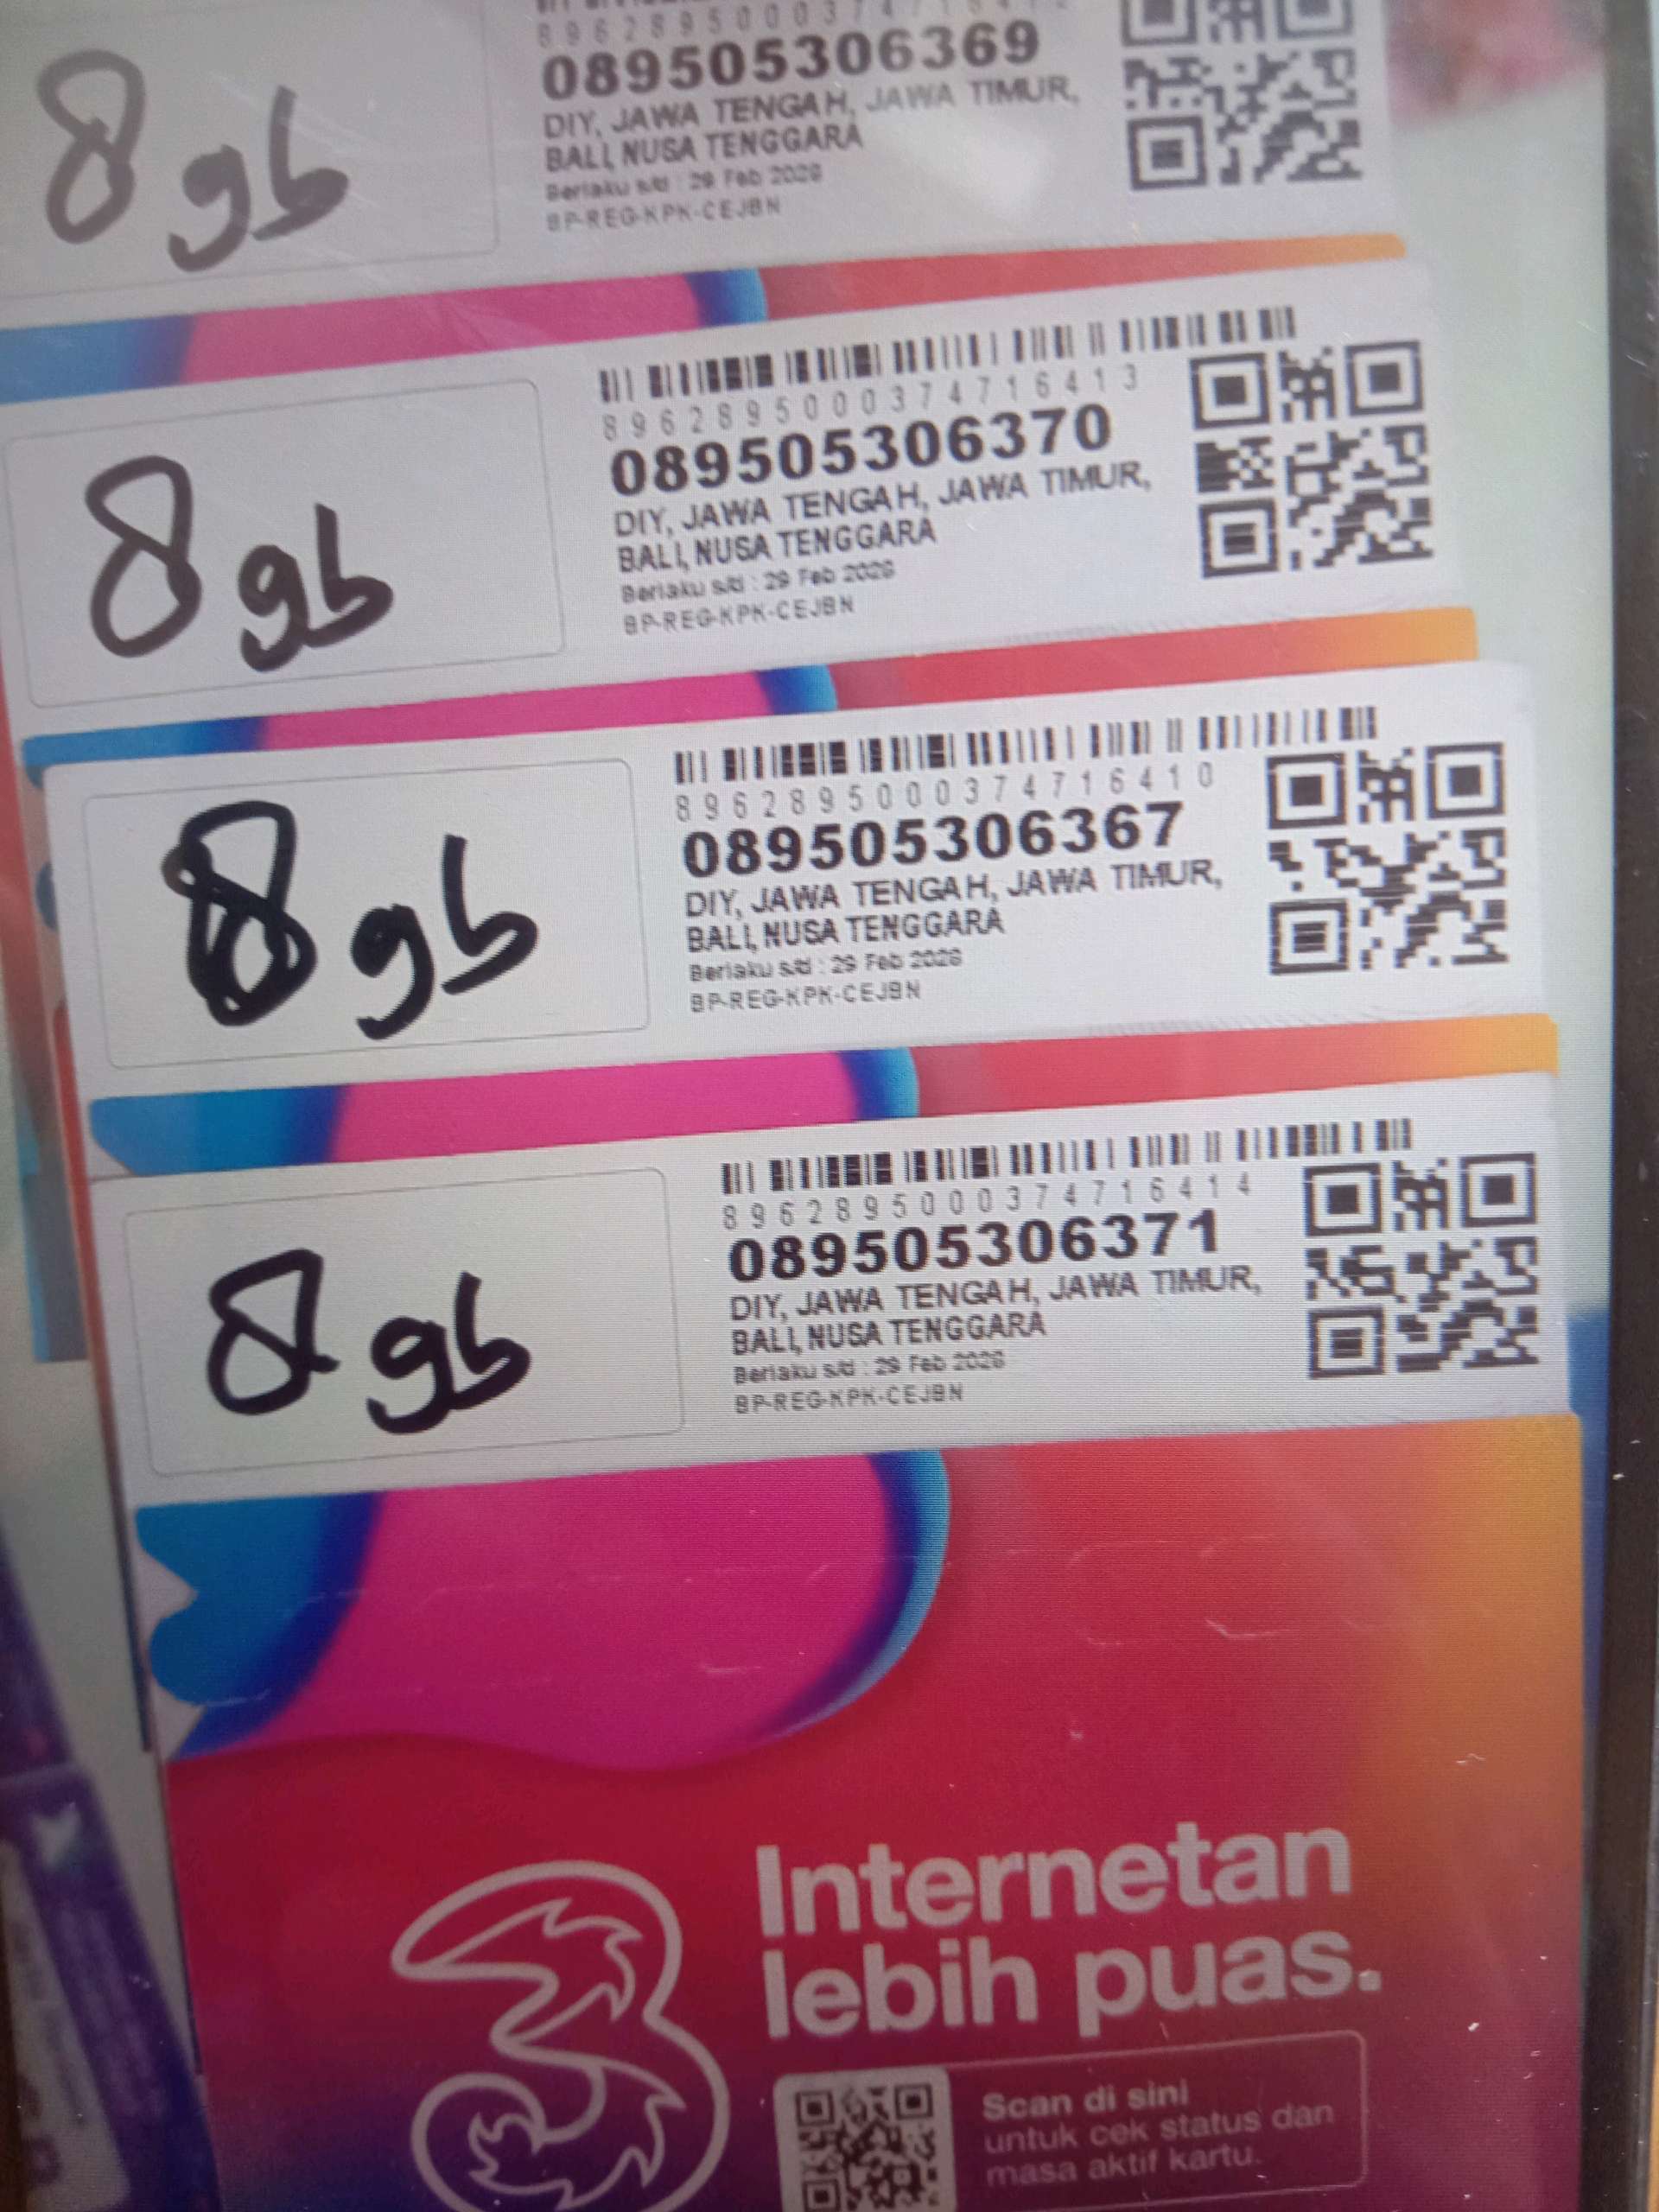 8 gb
089505306369
DIY, JAWA TENGAH, JAWA TIMUR,
BALI, NUSA TENGGARA
Berlaku s/d : 29 Feb 2028
BP-REG-KPK-CEJBN
8 gb
8962895000374716413
089505306370
DIY, JAWA TENGAH, JAWA TIMUR,
BALI, NUSA TENGGARA
Berlaku s/d : 29 Feb 2028
BP-REG-KPK-CEJBN
8 gb
8962895000374716410
089505306367
DIY, JAWA TENGAH, JAWA TIMUR,
BALI, NUSA TENGGARA
Berlaku s/d : 29 Feb 2028
BP-REG-KPK-CEJBN
8 gb
8962895000374716414
089505306371
DIY, JAWA TENGAH, JAWA TIMUR,
BALI, NUSA TENGGARA
Berlaku s/d : 29 Feb 2028
BP-REG-KPK-CEJBN
3
Internetan
lebih puas.
Scan di sini
untuk cek status dan
masa aktif kartu.